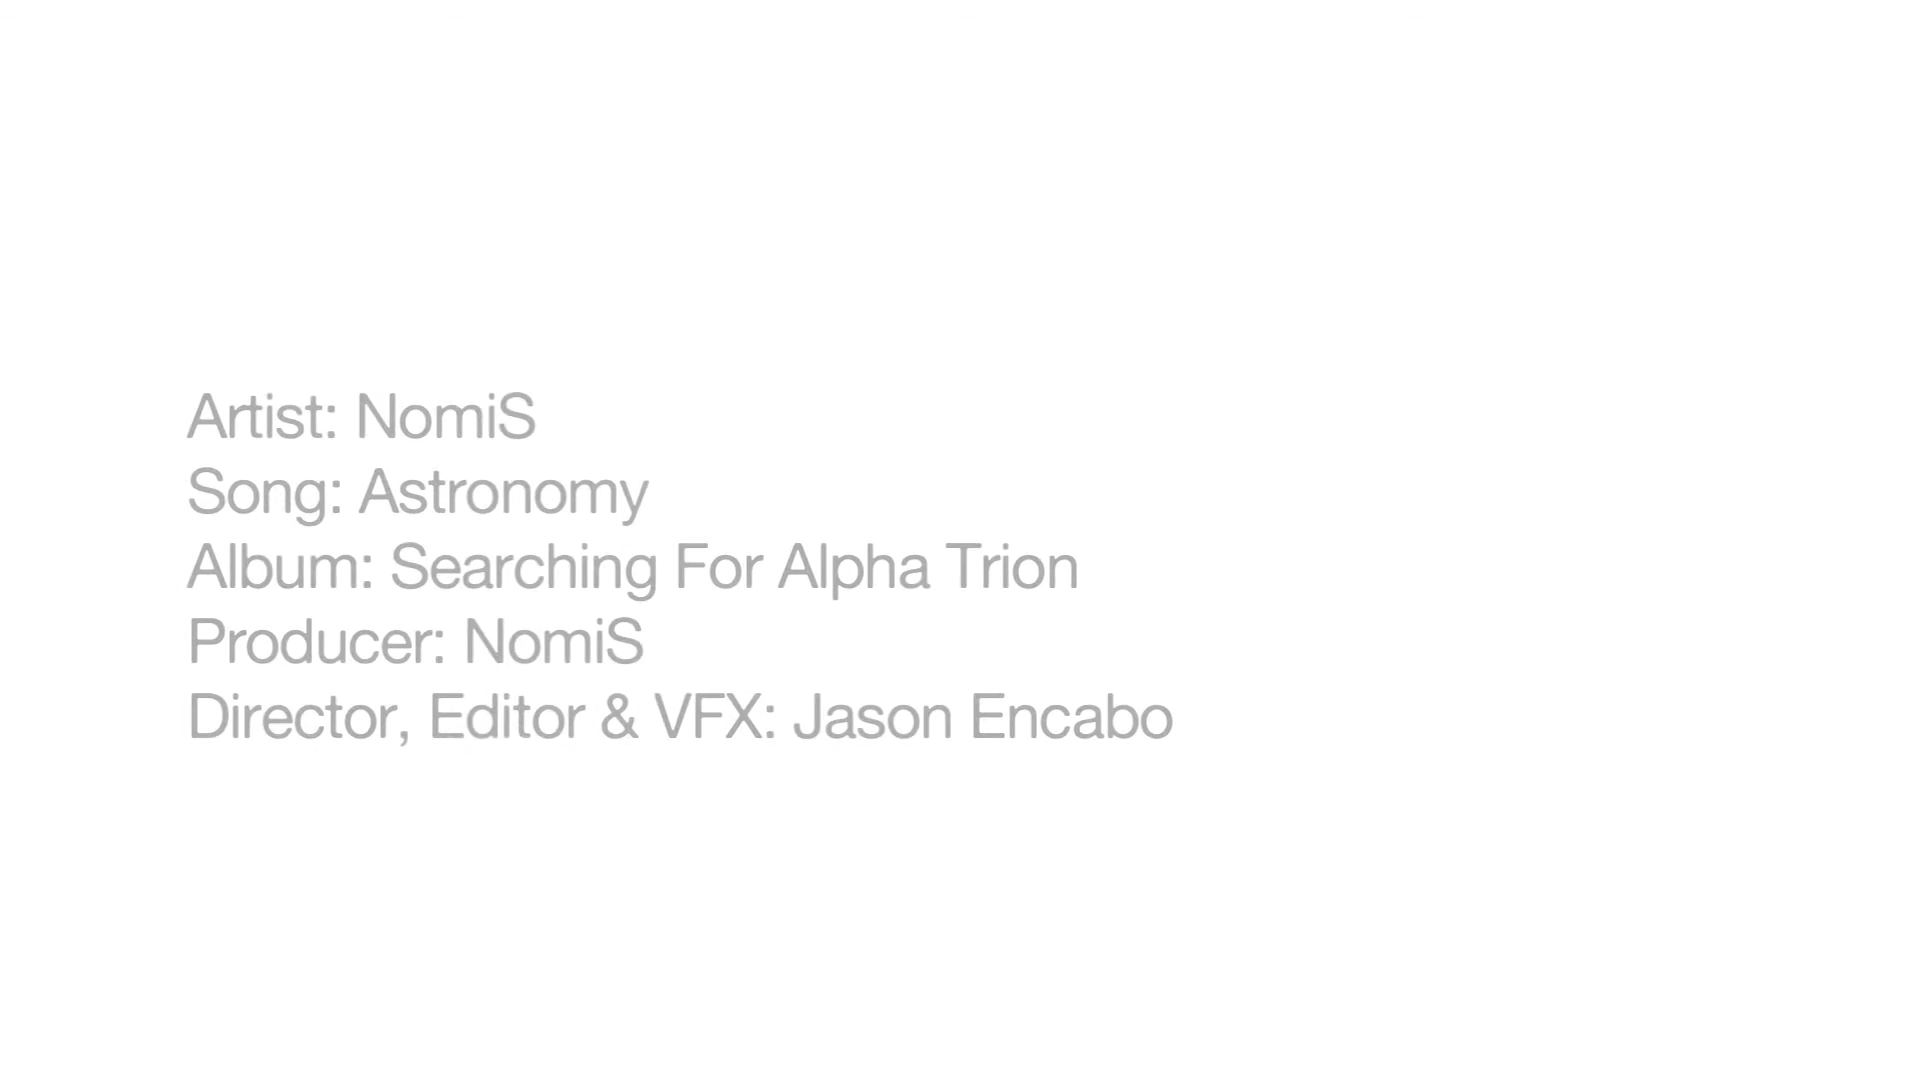 Artist: NomiS
Song: Astronomy
Album: Searching For Alpha Trion
Producer: NomiS
Director, Editor & VFX: Jason Encabo